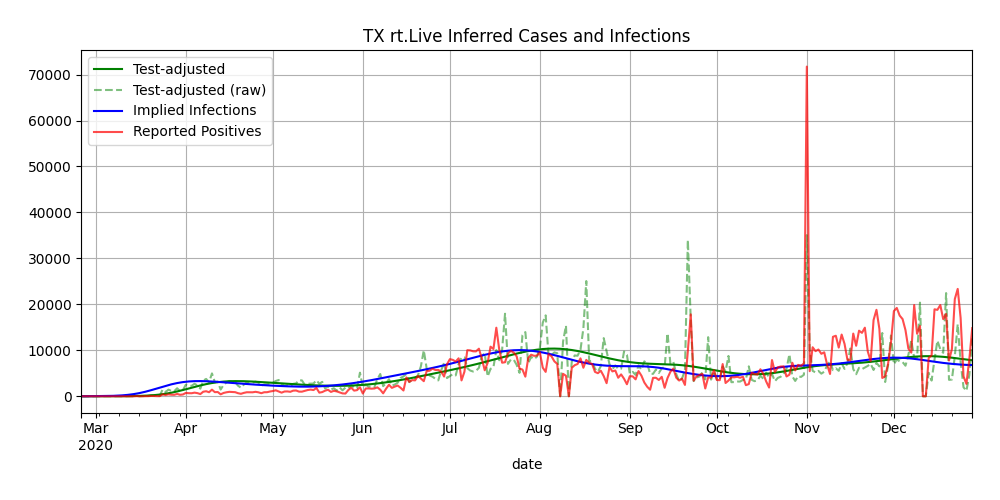 TX rt.Live Inferred Cases and Infections
Test-adjusted
Test-adjusted (raw)
Implied Infections
Reported Positives
70000
60000
50000
40000
30000
20000
10000
0
Mar Apr May Jun Jul Aug Sep Oct Nov Dec
2020
date